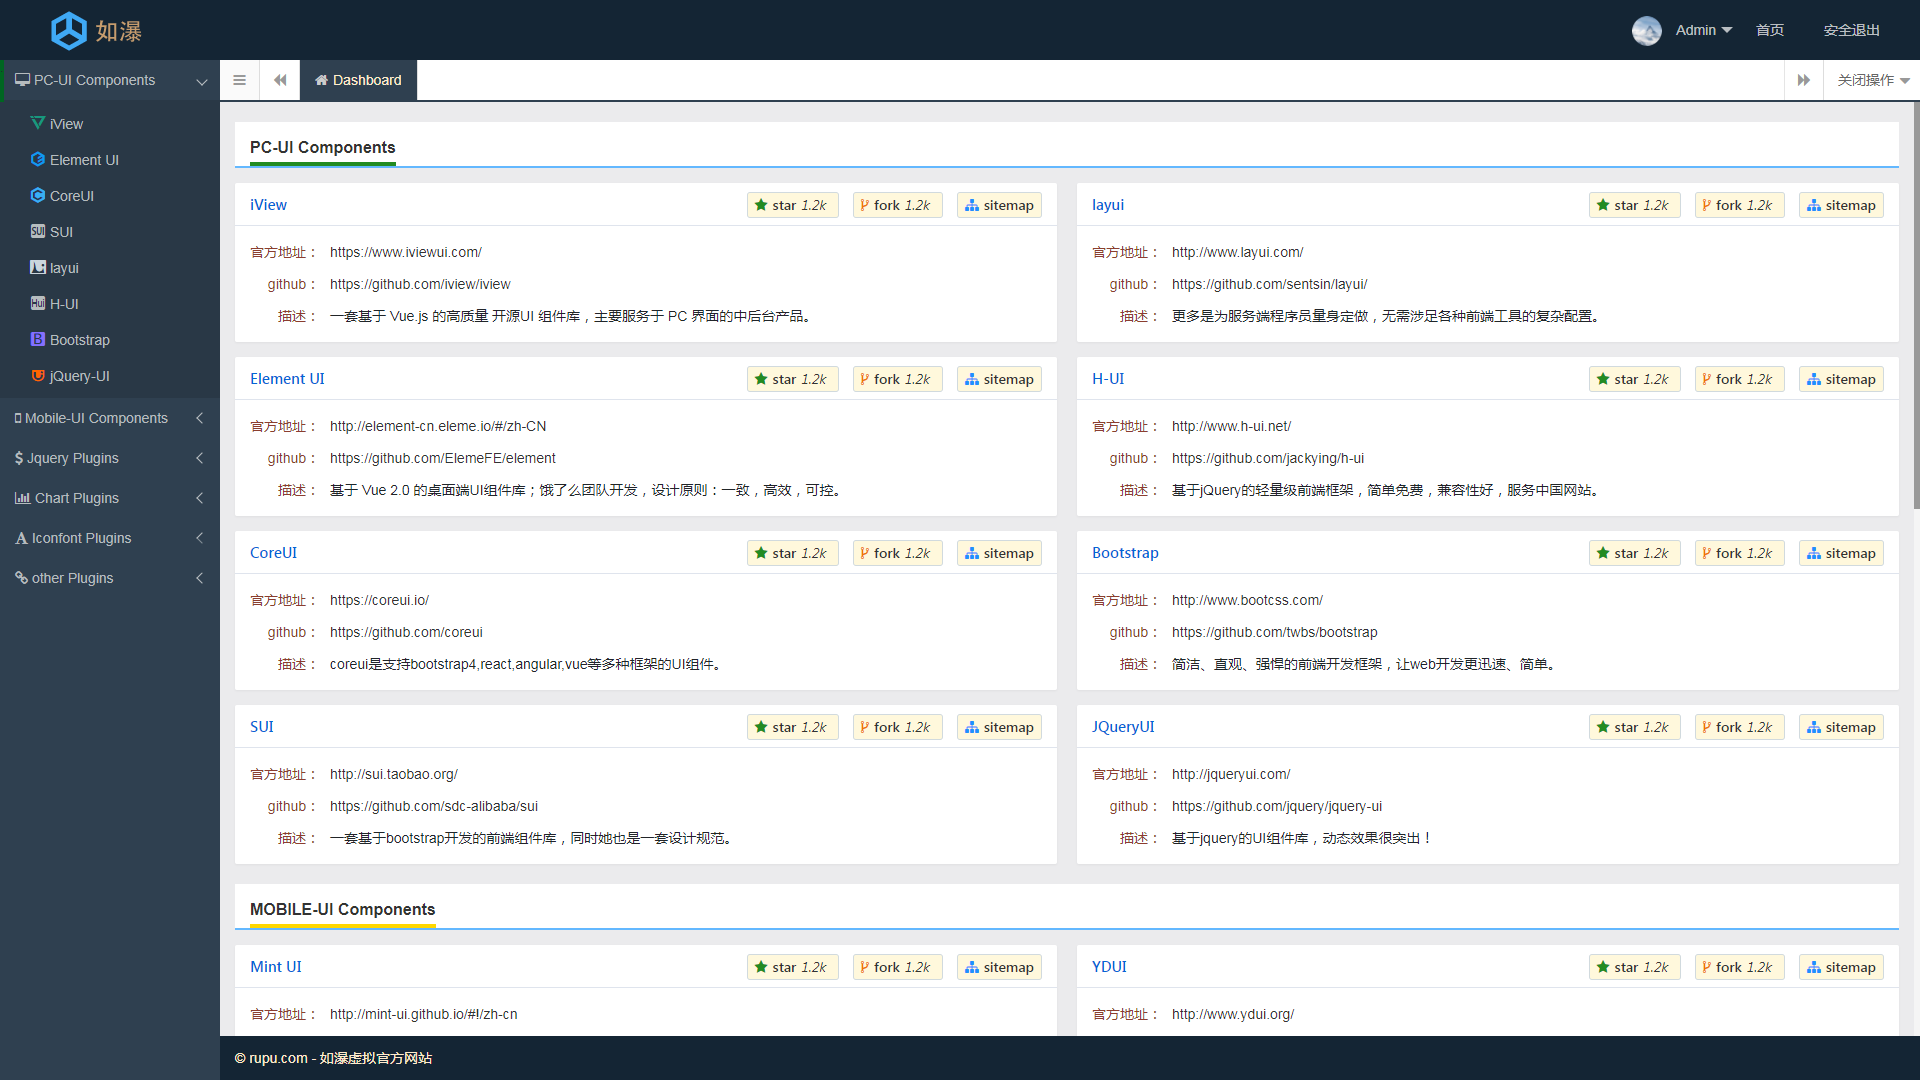 如瀑
Admin 首页 安全退出
PC-UI Components
iView
Element UI
CoreUI
SUI
layui
H-UI
Bootstrap
jQuery-UI
Mobile-UI Components
Jquery Plugins
Chart Plugins
Iconfont Plugins
other Plugins
Dashboard
关闭操作
PC-UI Components
iView star 1.2k fork 1.2k sitemap
官方地址： https://www.iviewui.com/
github： https://github.com/iview/iview
描述： 一套基于 Vue.js 的高质量 开源UI 组件库，主要服务于 PC 界面的中后台产品。
layui star 1.2k fork 1.2k sitemap
官方地址： http://www.layui.com/
github： https://github.com/sentsin/layui/
描述： 更多是为服务端程序员量身定做，无需涉足各种前端工具的复杂配置。
Element UI star 1.2k fork 1.2k sitemap
官方地址： http://element-cn.eleme.io/#/zh-CN
github： https://github.com/ElemeFE/element
描述： 基于 Vue 2.0 的桌面端UI组件库；饿了么团队开发，设计原则：一致，高效，可控。
H-UI star 1.2k fork 1.2k sitemap
官方地址： http://www.h-ui.net/
github： https://github.com/jackying/h-ui
描述： 基于jQuery的轻量级前端框架，简单免费，兼容性好，服务中国网站。
CoreUI star 1.2k fork 1.2k sitemap
官方地址： https://coreui.io/
github： https://github.com/coreui
描述： coreui是支持bootstrap4,react,angular,vue等多种框架的UI组件。
Bootstrap star 1.2k fork 1.2k sitemap
官方地址： http://www.bootcss.com/
github： https://github.com/twbs/bootstrap
描述： 简洁、直观、强悍的前端开发框架，让web开发更迅速、简单。
SUI star 1.2k fork 1.2k sitemap
官方地址： http://sui.taobao.org/
github： https://github.com/sdc-alibaba/sui
描述： 一套基于bootstrap开发的前端组件库，同时她也是一套设计规范。
JQueryUI star 1.2k fork 1.2k sitemap
官方地址： http://jqueryui.com/
github： https://github.com/jquery/jquery-ui
描述： 基于jquery的UI组件库，动态效果很突出！
MOBILE-UI Components
Mint UI star 1.2k fork 1.2k sitemap
官方地址： http://mint-ui.github.io/#!/zh-cn
YDUI star 1.2k fork 1.2k sitemap
官方地址： http://www.ydui.org/
© rupu.com - 如瀑虚拟官方网站